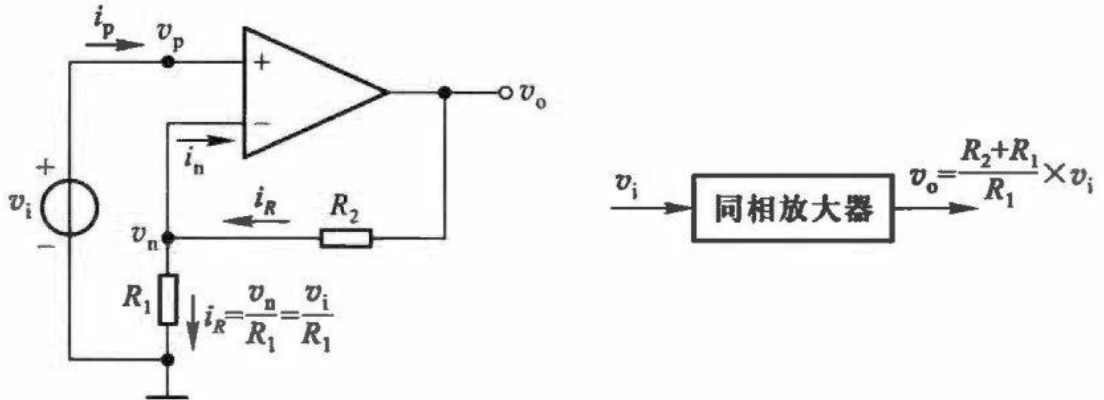 i_p
v_p
+
−
v_o
i_n
+
v_i
−
i_R
R_2
v_n
R_1
i_R=v_n/R_1=v_i/R_1
v_i
同相放大器
v_o=(R_2+R_1)/R_1×v_i